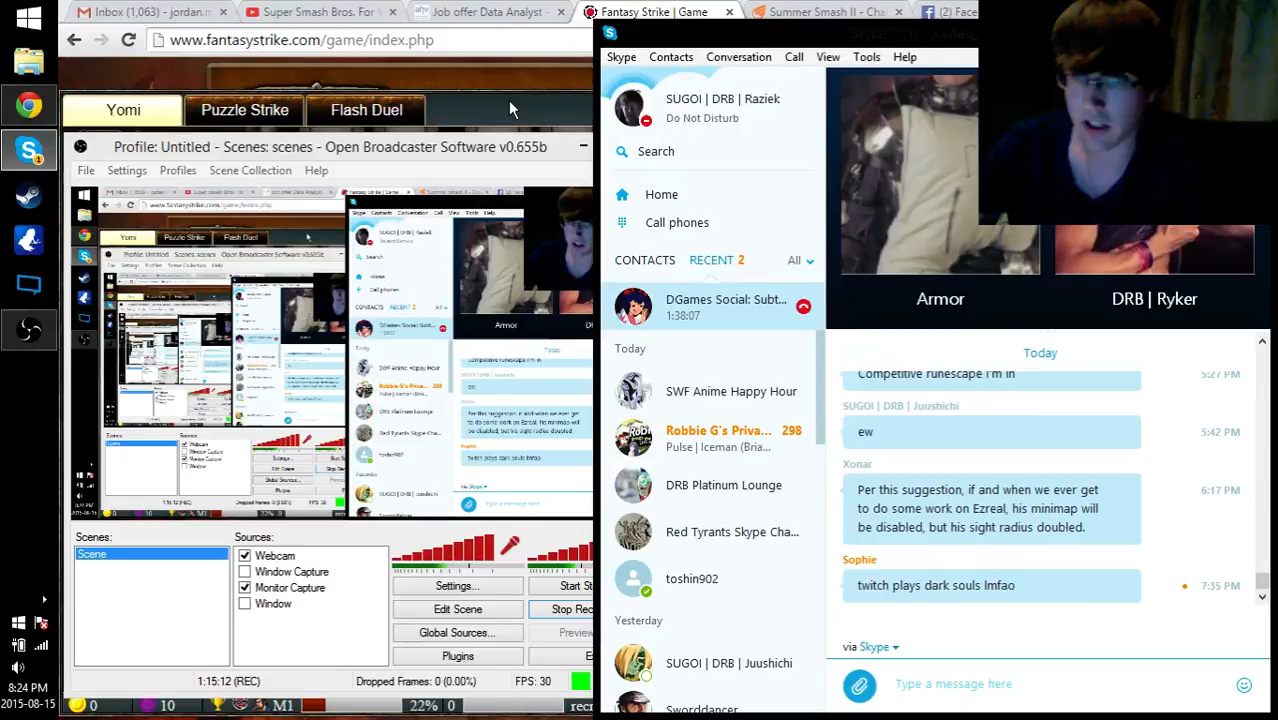 Inbox (1,063) - jordan.m
Super Smash Bros. For
Job offer Data Analyst -
Fantasy Strike | Game
Summer Smash II - Cha
(2) Face
www.fantasystrike.com/game/index.php
Yomi
Puzzle Strike
Flash Duel
Profile: Untitled - Scenes: scenes - Open Broadcaster Software v0.655b
File Settings Profiles Scene Collection Help
Scenes:
Scene
Sources:
Webcam
Window Capture
Monitor Capture
Window
Settings...
Start St
Edit Scene
Stop Rec
Global Sources...
Preview
Plugins
1:15:12 (REC)
Dropped Frames: 0 (0.00%)
FPS: 30
0
10
M1
22%
0
recr
8:24 PM
2015-08-15
Skype Contacts Conversation Call View Tools Help
SUGOI | DRB | Raziek
Do Not Disturb
Search
Home
Call phones
CONTACTS
RECENT 2
All
DGames Social: Subt...
1:38:07
Today
SWF Anime Happy Hour
Robbie G's Priva... 298
Pulse | Iceman (Bria...
DRB Platinum Lounge
Red Tyrants Skype Cha...
toshin902
Yesterday
SUGOI | DRB | Juushichi
Sworddancer
Armor
DRB | Ryker
Today
Competitive runescape I'm in
5:27 PM
SUGOI | DRB | Juushichi
ew
5:42 PM
Xonar
Per this suggestion, if and when we ever get
to do some work on Ezreal, his minimap will
be disabled, but his sight radius doubled.
6:17 PM
Sophie
twitch plays dark souls lmfao
7:35 PM
via Skype
Type a message here